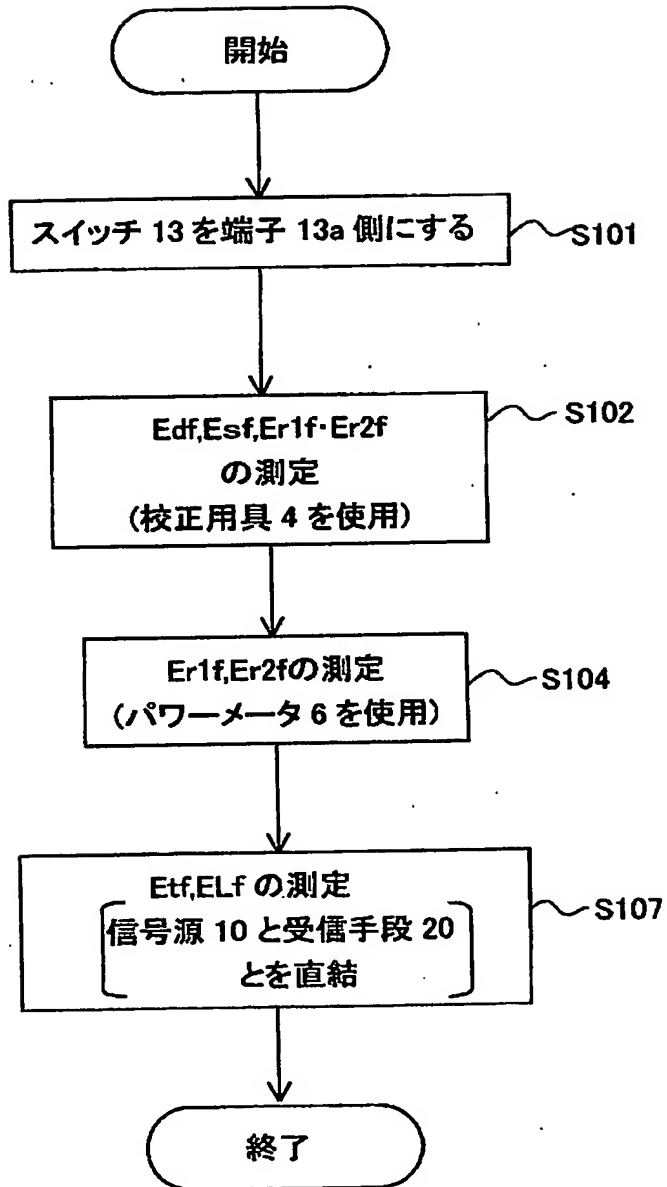 開始
スイッチ 13 を端子 13a 側にする
S101
Edf,Esf,Er1f・Er2f
の測定
(校正用具 4 を使用)
S102
Er1f,Er2fの測定
(パワーメータ 6 を使用)
S104
Etf,ELf の測定
信号源 10 と受信手段 20
とを直結
S107
終了